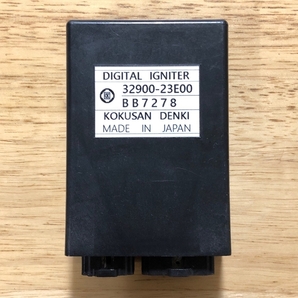 DIGITAL IGNITER
32900-23E00
BB7278
KOKUSAN DENKI
MADE IN JAPAN